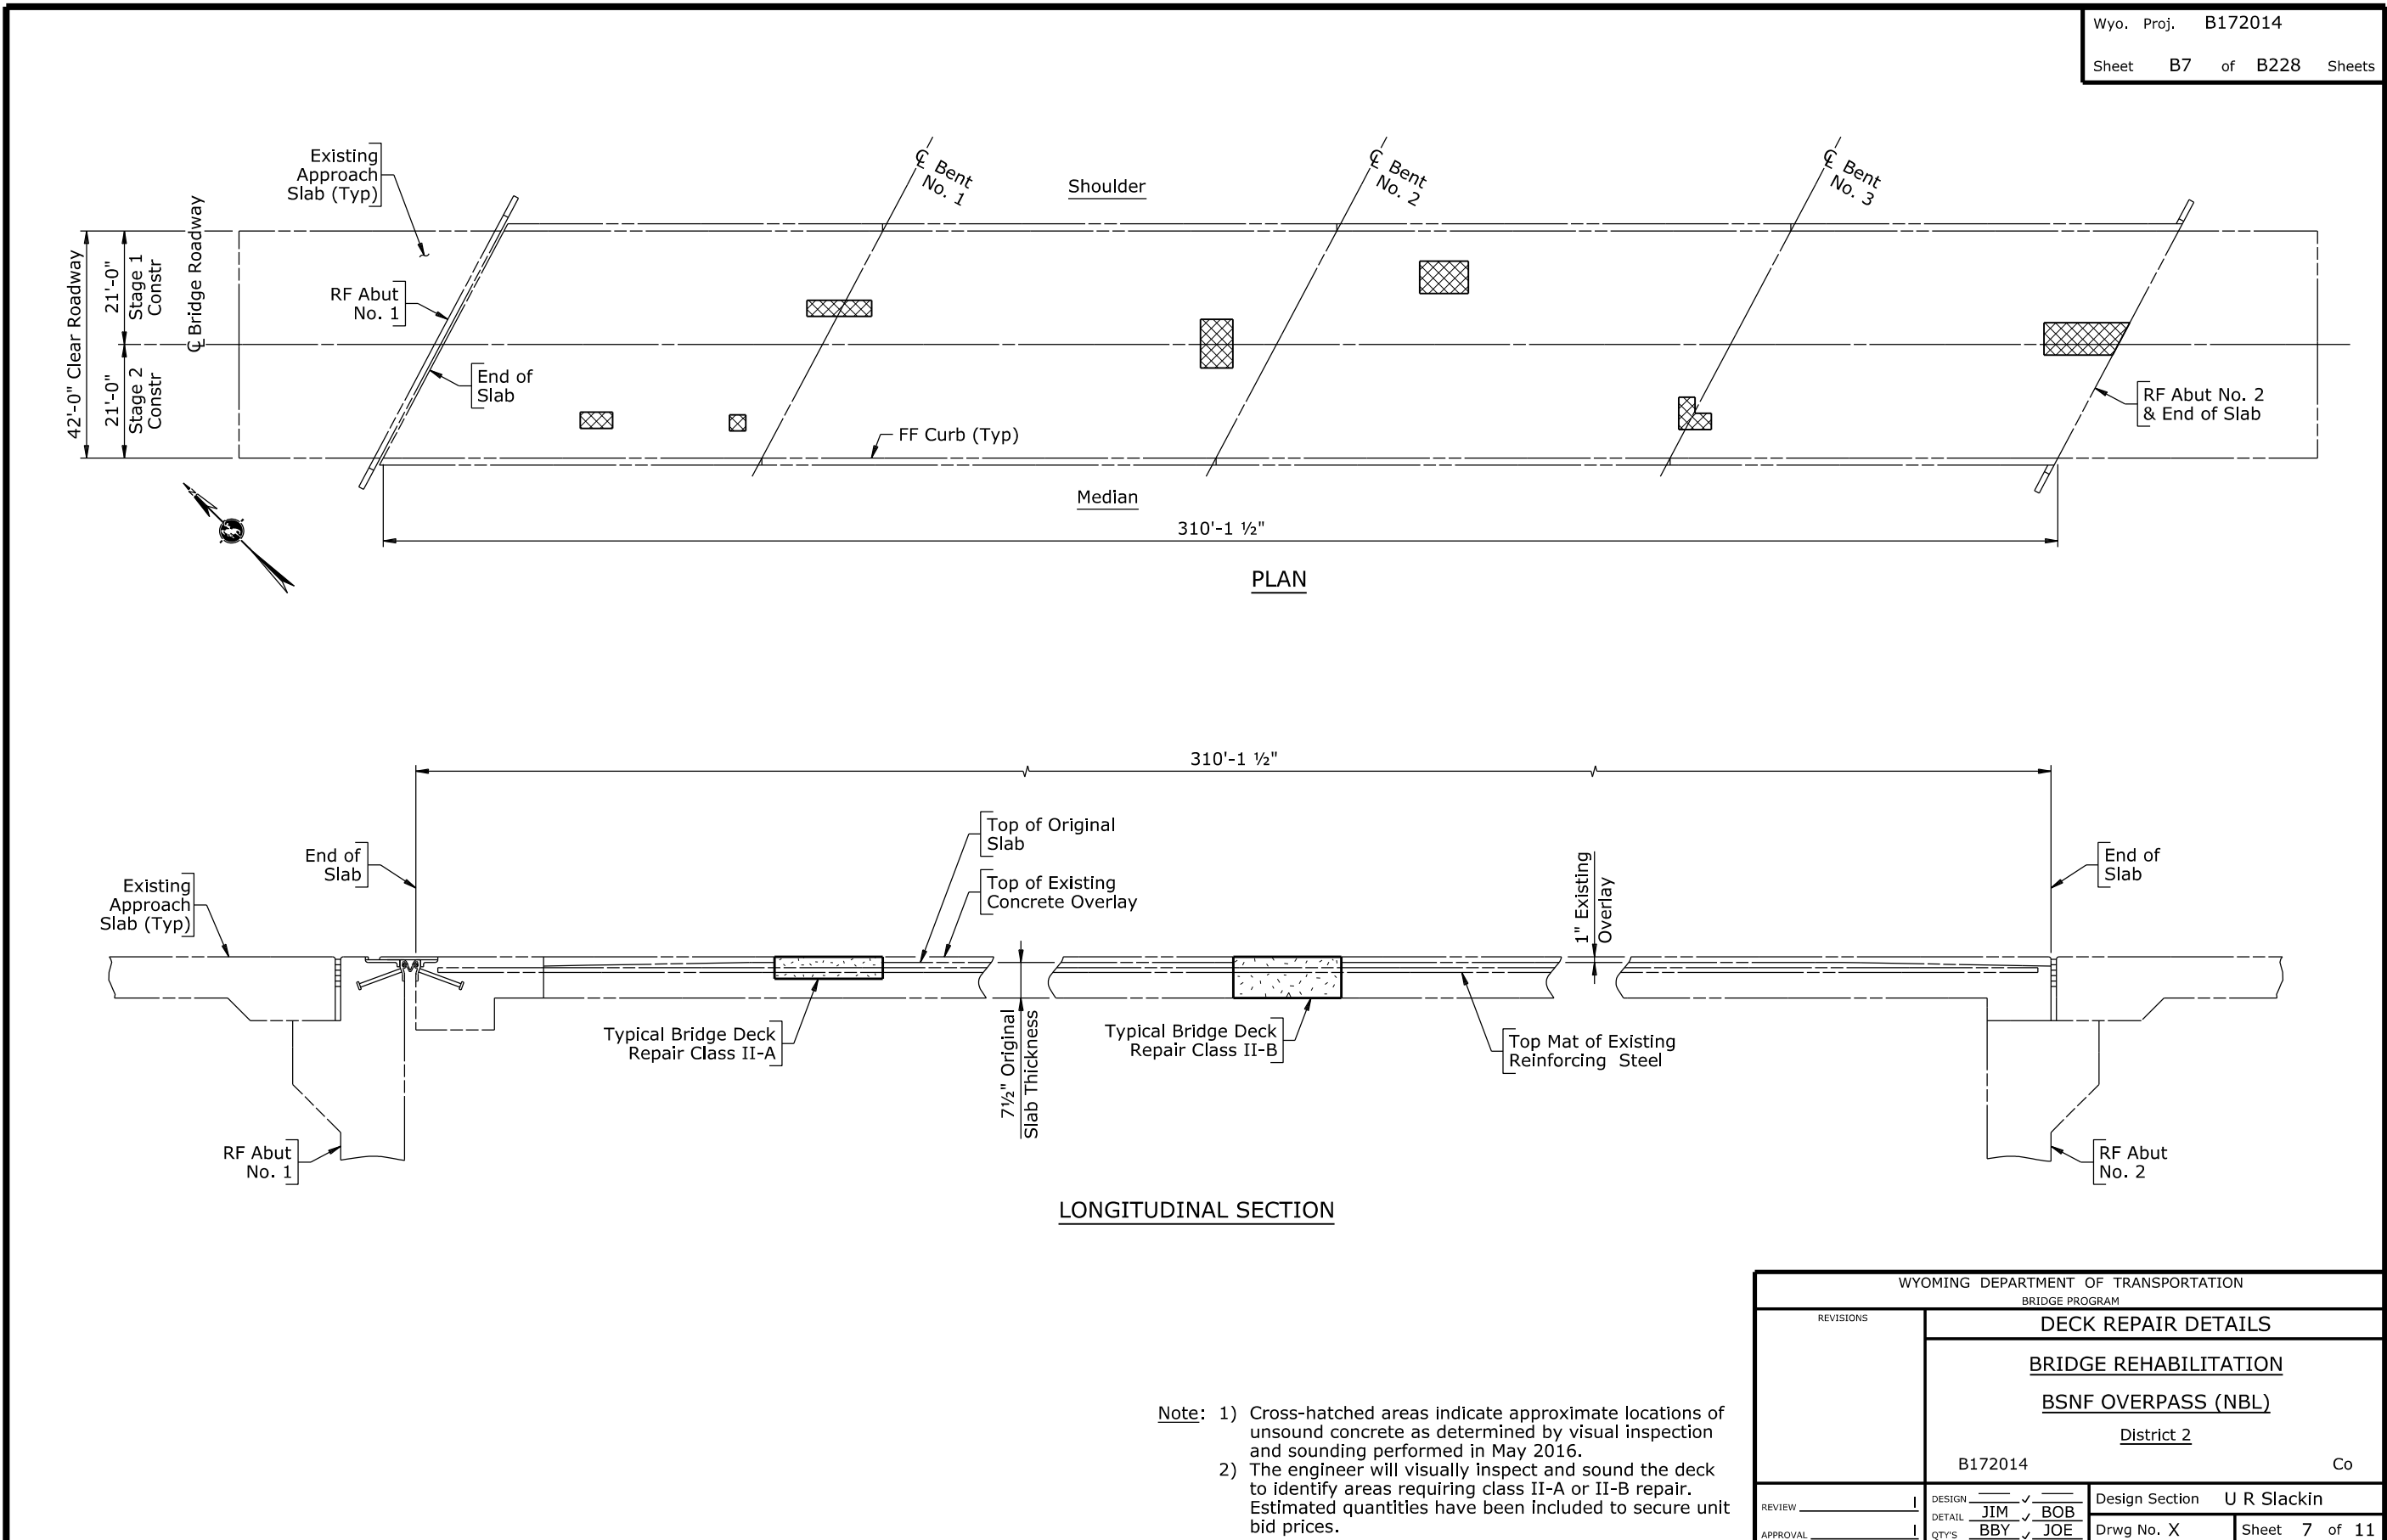 Wyo. Proj. B172014
Sheet B7 of B228 Sheets
Existing
Approach
Slab (Typ)
℄ Bent
No. 1
Shoulder
℄ Bent
No. 2
℄ Bent
No. 3
42'-0" Clear Roadway
21'-0"
Stage 1
Constr
21'-0"
Stage 2
Constr
℄ Bridge Roadway
RF Abut
No. 1
End of
Slab
FF Curb (Typ)
RF Abut No. 2
& End of Slab
Median
310'-1 ½"
PLAN
310'-1 ½"
Top of Original
Slab
End of
Slab
Existing
Approach
Slab (Typ)
Top of Existing
Concrete Overlay
1" Existing
Overlay
End of
Slab
Typical Bridge Deck
Repair Class II-A
7½" Original
Slab Thickness
Typical Bridge Deck
Repair Class II-B
Top Mat of Existing
Reinforcing Steel
RF Abut
No. 1
RF Abut
No. 2
LONGITUDINAL SECTION
Note: 1) Cross-hatched areas indicate approximate locations of
unsound concrete as determined by visual inspection
and sounding performed in May 2016.
2) The engineer will visually inspect and sound the deck
to identify areas requiring class II-A or II-B repair.
Estimated quantities have been included to secure unit
bid prices.
WYOMING DEPARTMENT OF TRANSPORTATION
BRIDGE PROGRAM
REVISIONS
DECK REPAIR DETAILS
BRIDGE REHABILITATION
BSNF OVERPASS (NBL)
District 2
B172014 Co
REVIEW
APPROVAL
DESIGN ✓
DETAIL JIM ✓ BOB
QTY'S BBY ✓ JOE
Design Section U R Slackin
Drwg No. X
Sheet 7 of 11